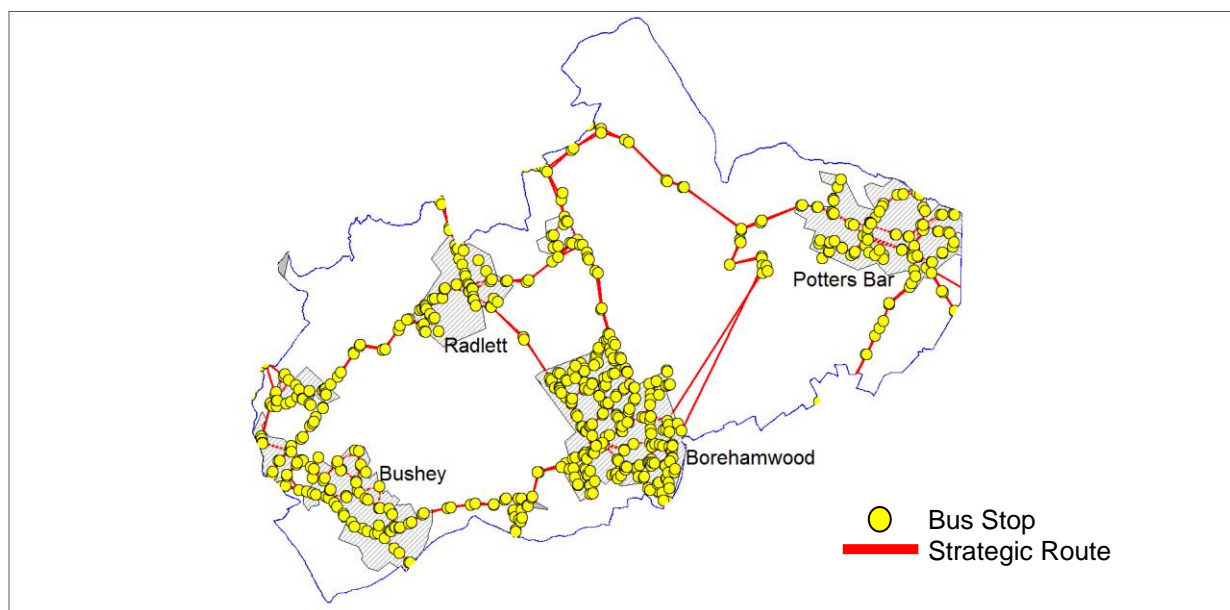 Potters Bar
Radlett
Borehamwood
Bushey
Bus Stop
Strategic Route